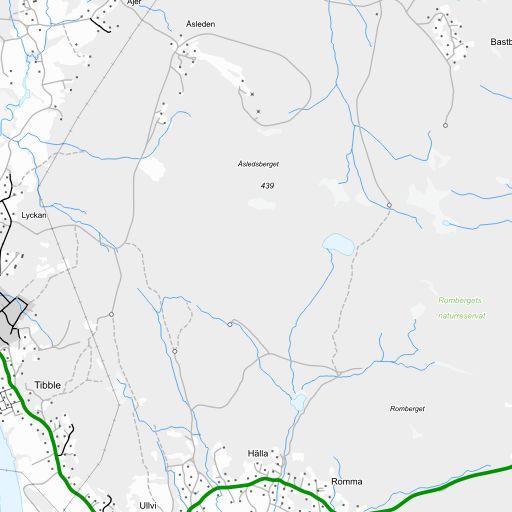 Åjer
Åsleden
Bastb
Åsledsberget
439
Lyckan
Rombergets
naturreservat
Tibble
Romberget
Hälla
Romma
Ullvi